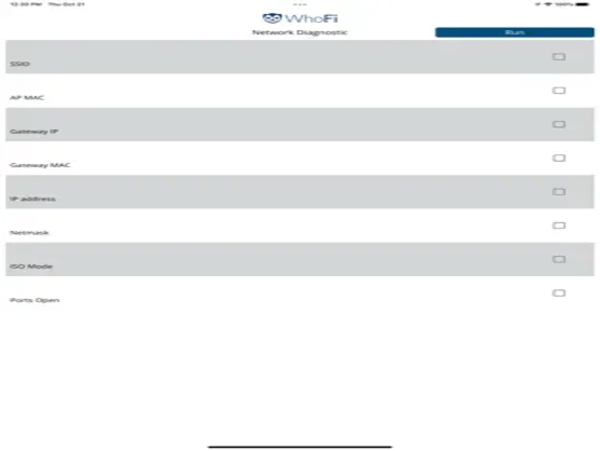 12:30 PM Thu Oct 21
100%
WhoFi
Network Diagnostic
Run
SSID
AP MAC
Gateway IP
Gateway MAC
IP address
Netmask
ISO Mode
Ports Open